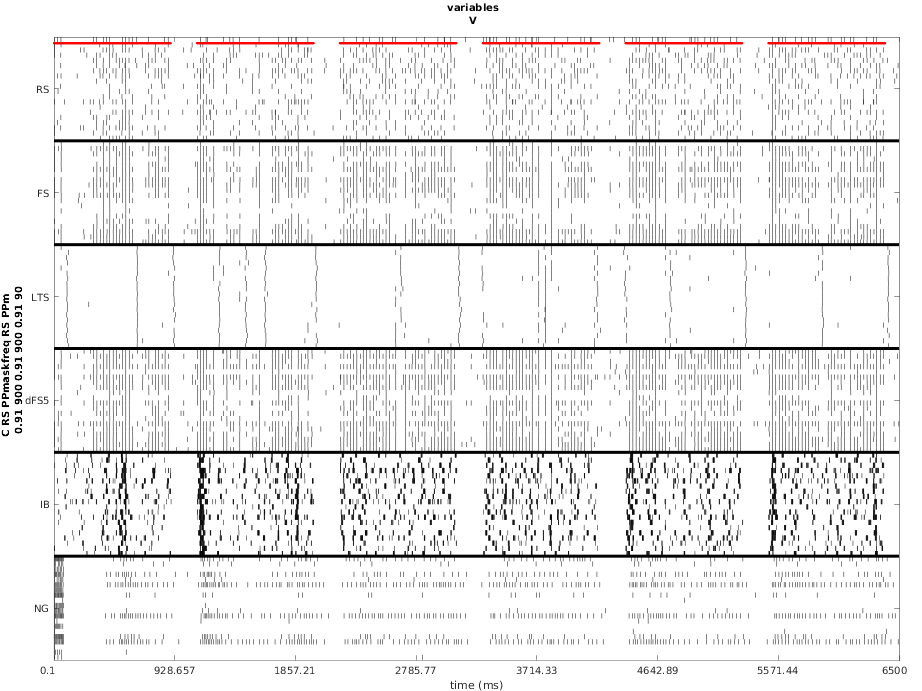 variables
V
RS
FS
LTS
dFS5
IB
NG
C RS PPmaskfreq RS PPm
0.91 900 0.91 900 0.91 90
0.1 928.657 1857.21 2785.77 3714.33 4642.89 5571.44 6500
time (ms)